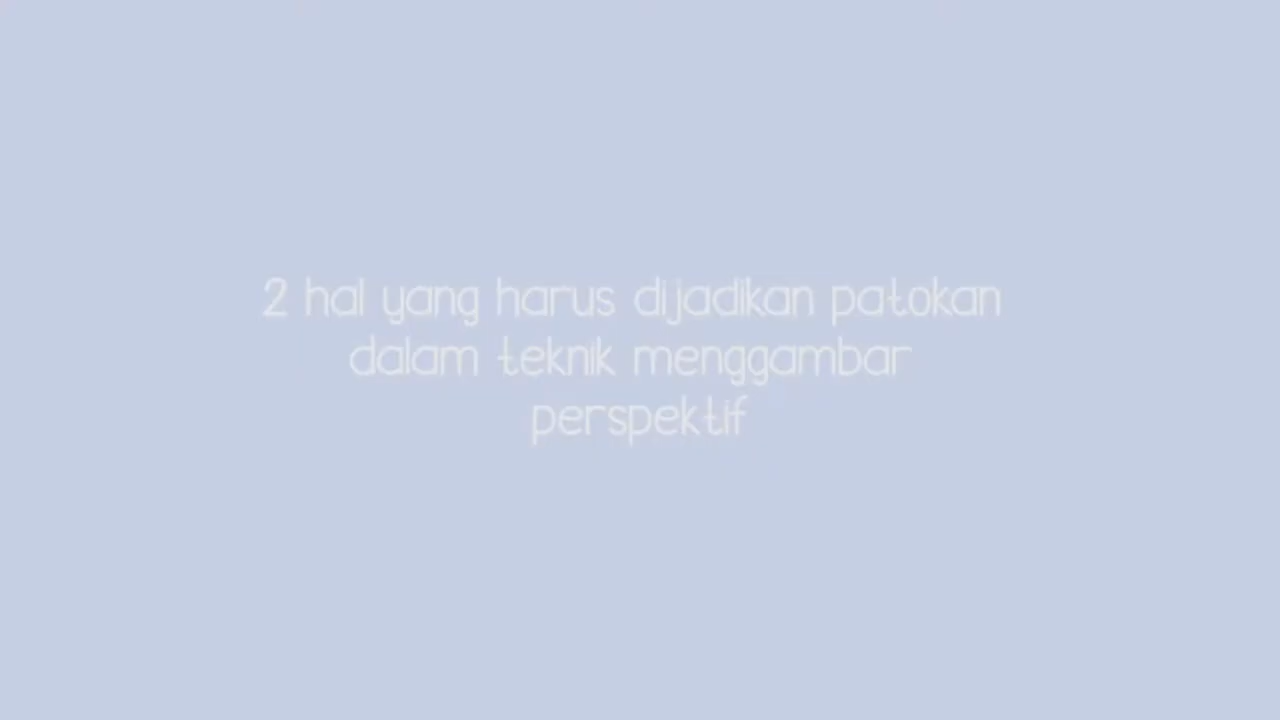 2 hal yang harus dijadikan patokan
dalam teknik menggambar
perspektif